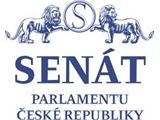 S
SENÁT
PARLAMENTU
ČESKÉ REPUBLIKY